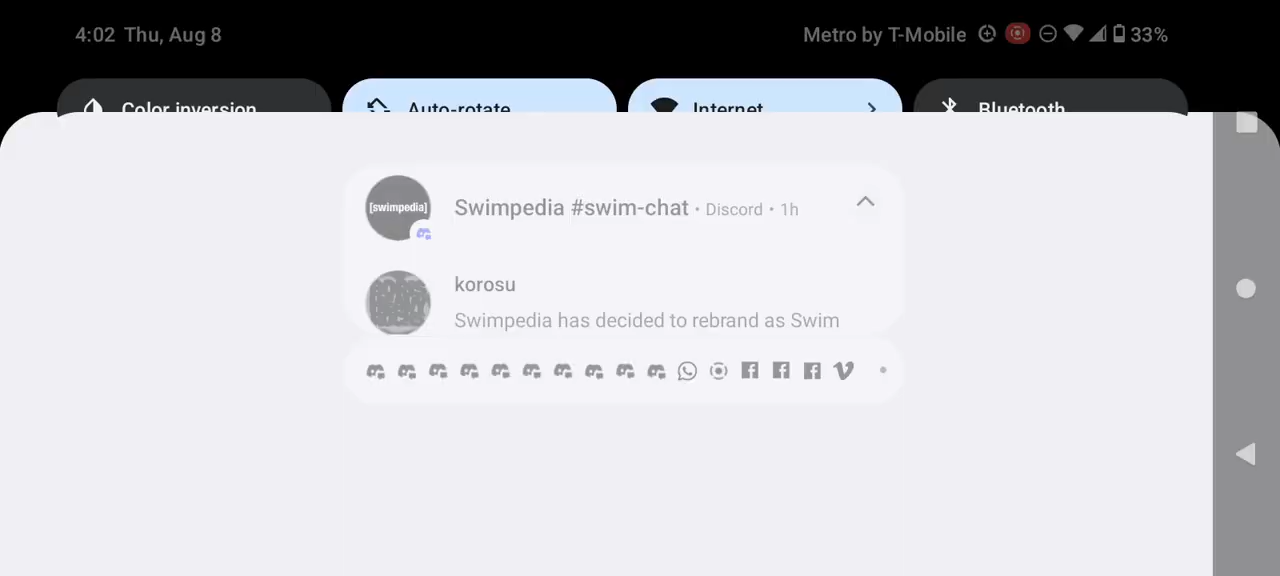 4:02 Thu, Aug 8
Metro by T-Mobile 33%
Color inversion Auto-rotate Internet Bluetooth
[swimpedia] Swimpedia #swim-chat • Discord • 1h
korosu
Swimpedia has decided to rebrand as Swim